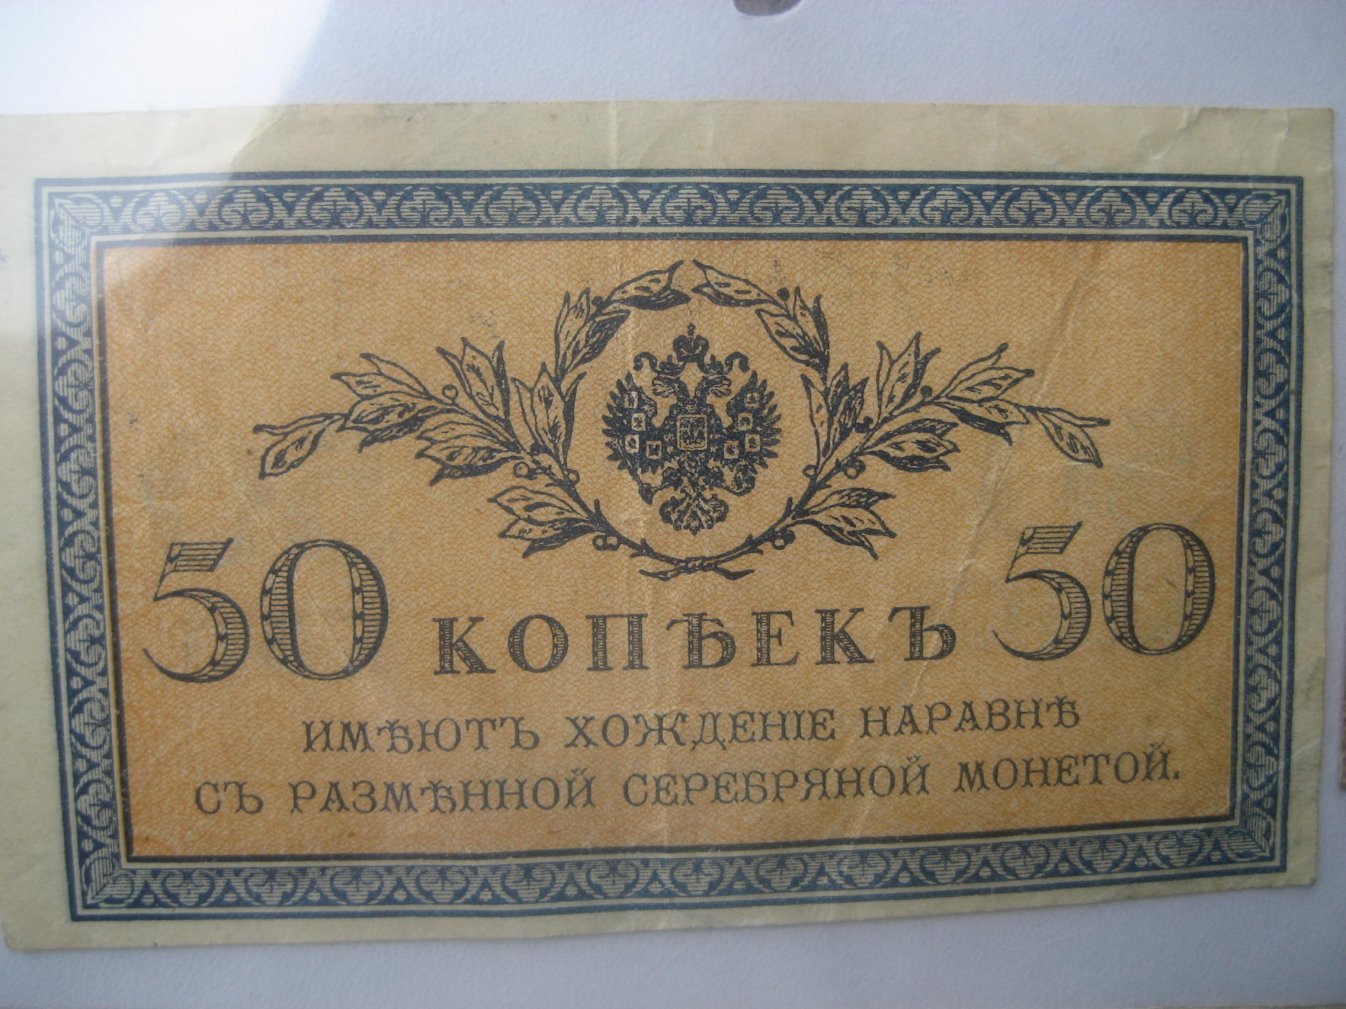 50 КОПѢЕКЪ 50
ИМѢЮТЪ ХОЖДЕНІЕ НАРАВНѢ
СЪ РАЗМѢННОЙ СЕРЕБРЯНОЙ МОНЕТОЙ.